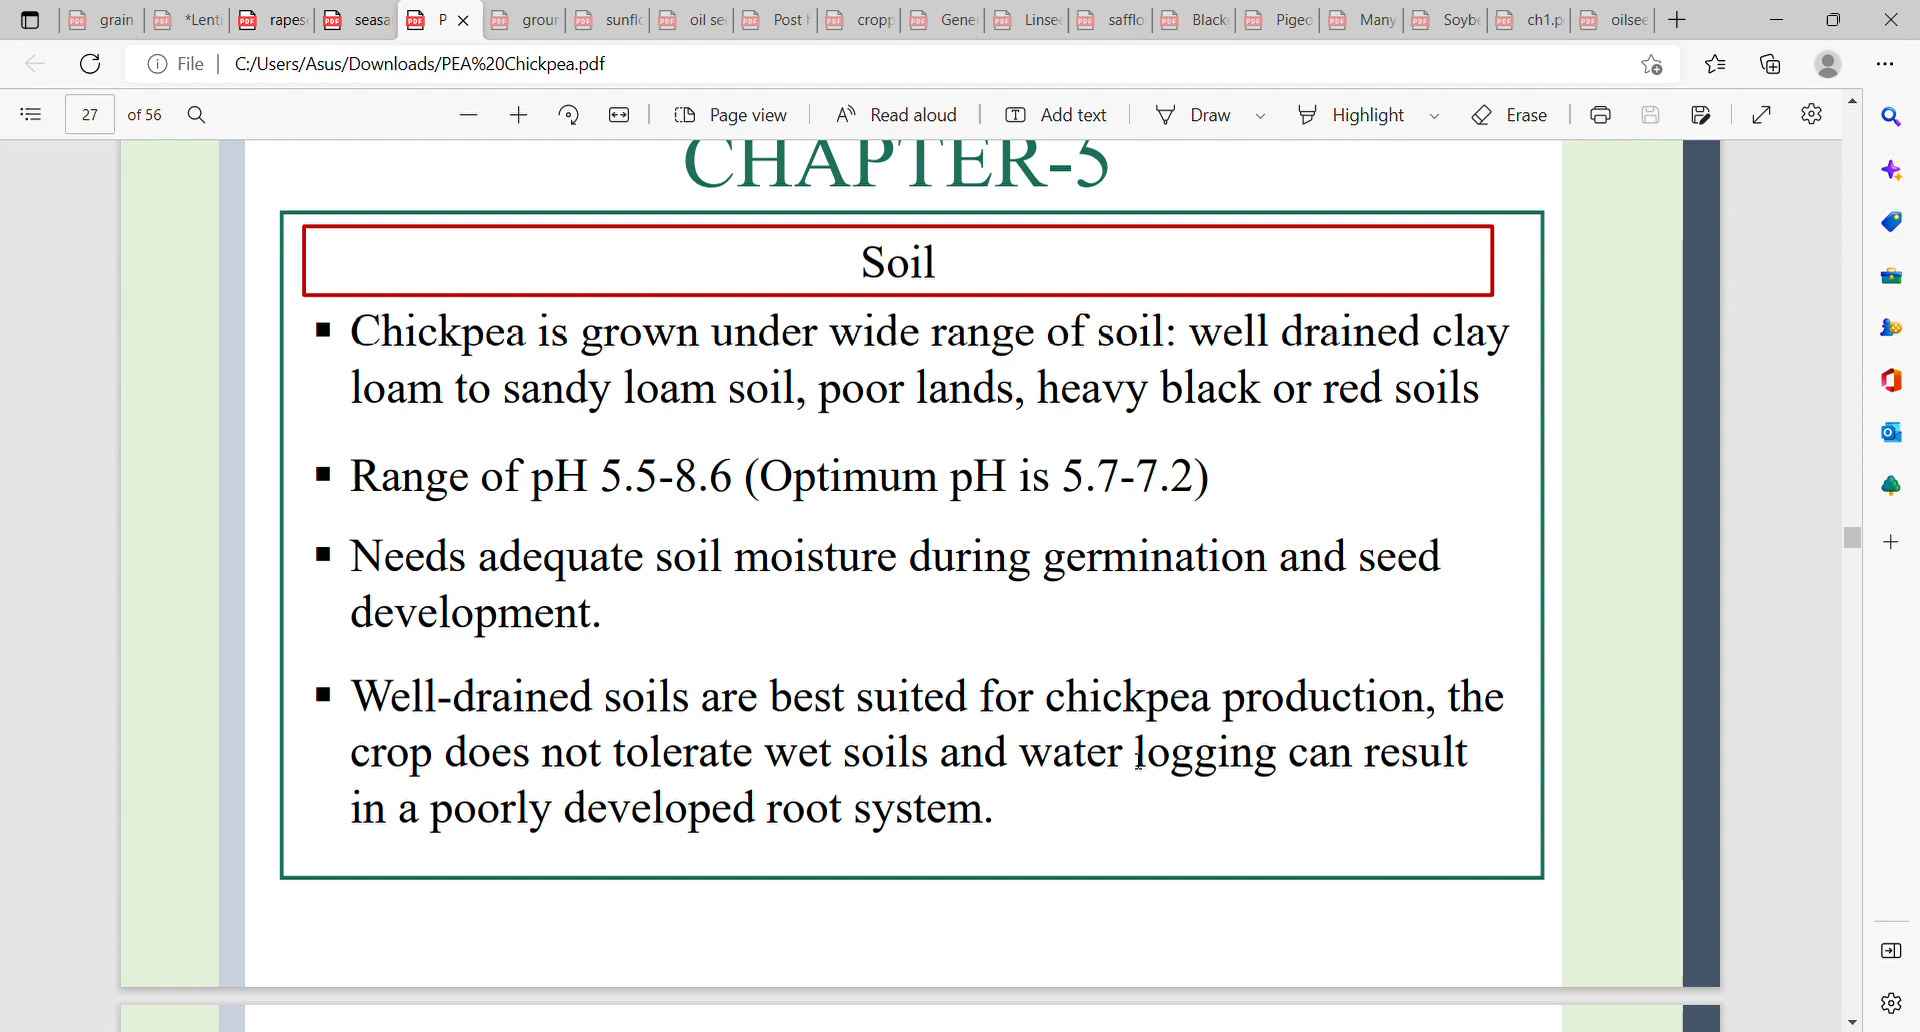 grain
*Lenti
rapes
seasa
P
groun
sunflo
oil see
Post h
cropp
Gene
Linse
safflo
Black
Pigeo
Many
Soybe
ch1.p
oilsee
File
C:/Users/Asus/Downloads/PEA%20Chickpea.pdf
27 of 56
Page view
Read aloud
Add text
Draw
Highlight
Erase
CHAPTER-5
Soil
▪ Chickpea is grown under wide range of soil: well drained clay
loam to sandy loam soil, poor lands, heavy black or red soils
▪ Range of pH 5.5-8.6 (Optimum pH is 5.7-7.2)
▪ Needs adequate soil moisture during germination and seed
development.
▪ Well-drained soils are best suited for chickpea production, the
crop does not tolerate wet soils and water logging can result
in a poorly developed root system.